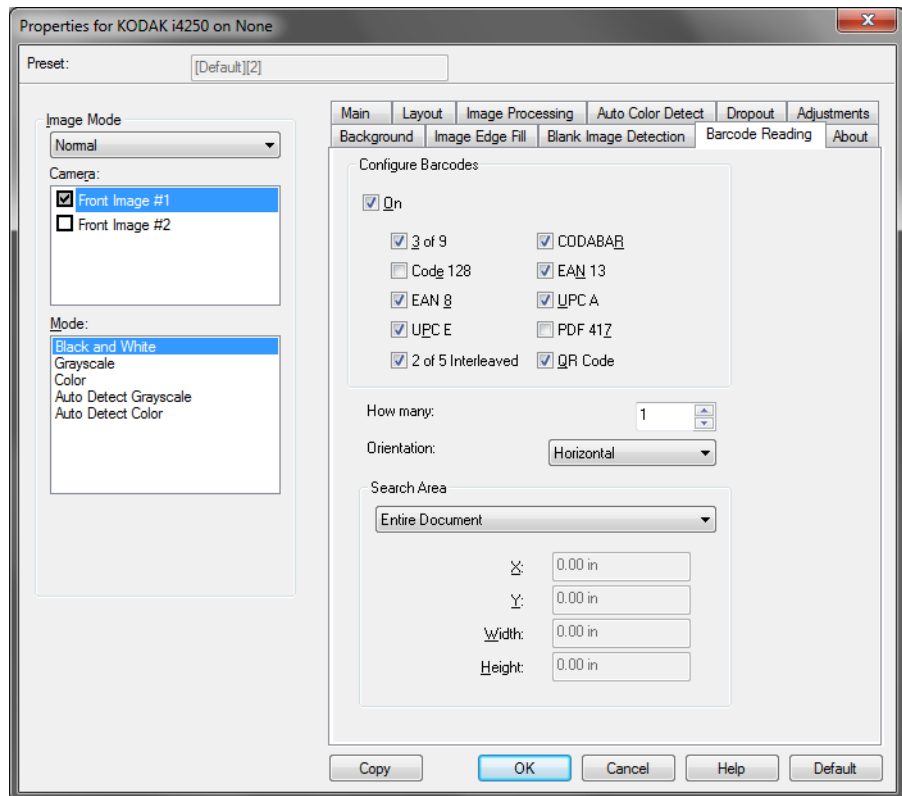 Properties for KODAK i4250 on None
Preset: [Default][2]
Image Mode
Normal
Camera:
Front Image #1
Front Image #2
Mode:
Black and White
Grayscale
Color
Auto Detect Grayscale
Auto Detect Color
Main Layout Image Processing Auto Color Detect Dropout Adjustments
Background Image Edge Fill Blank Image Detection Barcode Reading About
Configure Barcodes
On
3 of 9 CODABAR
Code 128 EAN 13
EAN 8 UPC A
UPC E PDF 417
2 of 5 Interleaved QR Code
How many: 1
Orientation: Horizontal
Search Area
Entire Document
X: 0.00 in
Y: 0.00 in
Width: 0.00 in
Height: 0.00 in
Copy OK Cancel Help Default